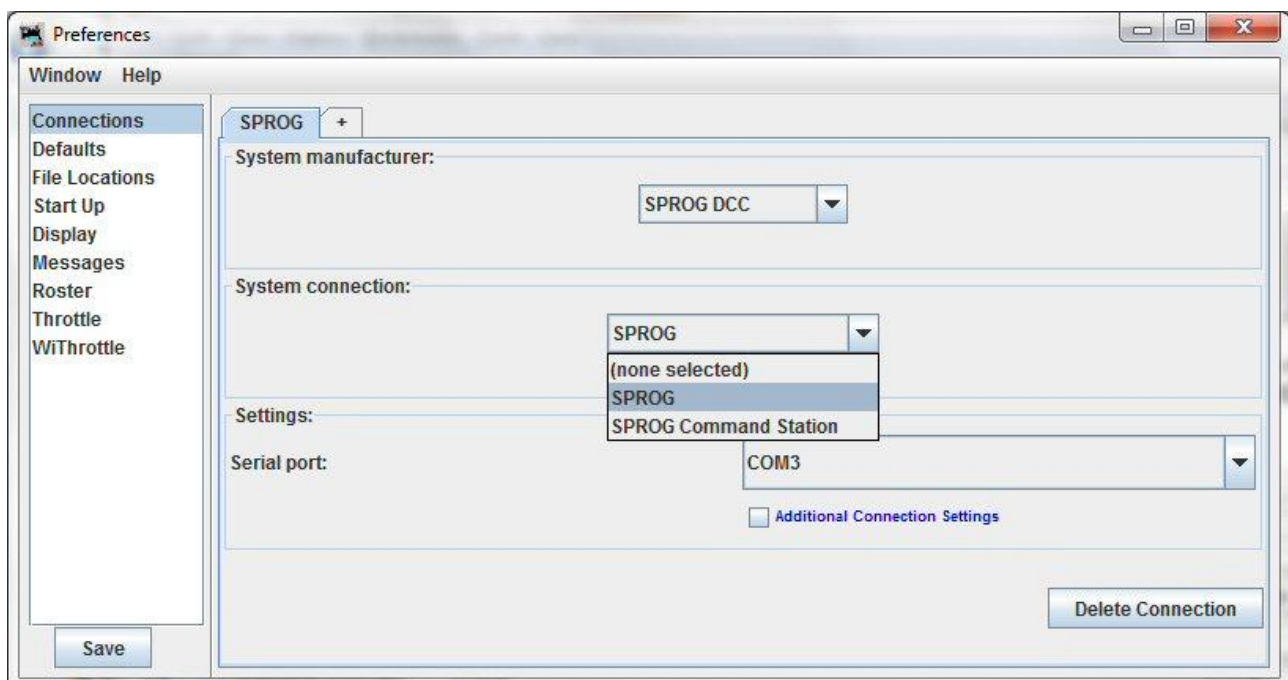 Preferences
Window Help
Connections
Defaults
File Locations
Start Up
Display
Messages
Roster
Throttle
WiThrottle
Save
SPROG +
System manufacturer:
SPROG DCC
System connection:
SPROG
(none selected)
SPROG
SPROG Command Station
Settings:
Serial port:
COM3
Additional Connection Settings
Delete Connection